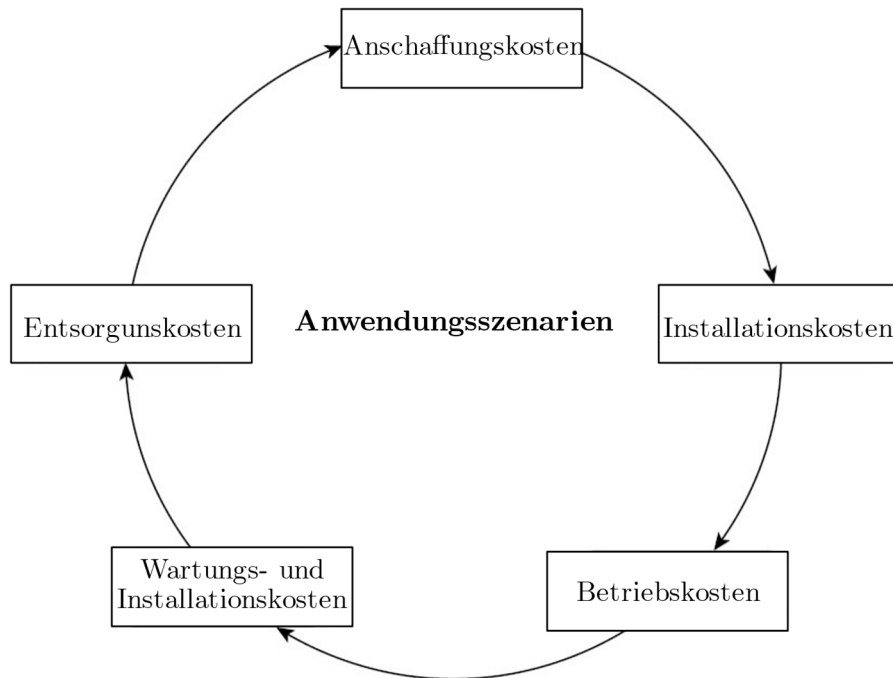 Anschaffungskosten
Entsorgunskosten
Anwendungsszenarien
Installationskosten
Wartungs- und
Installationskosten
Betriebskosten